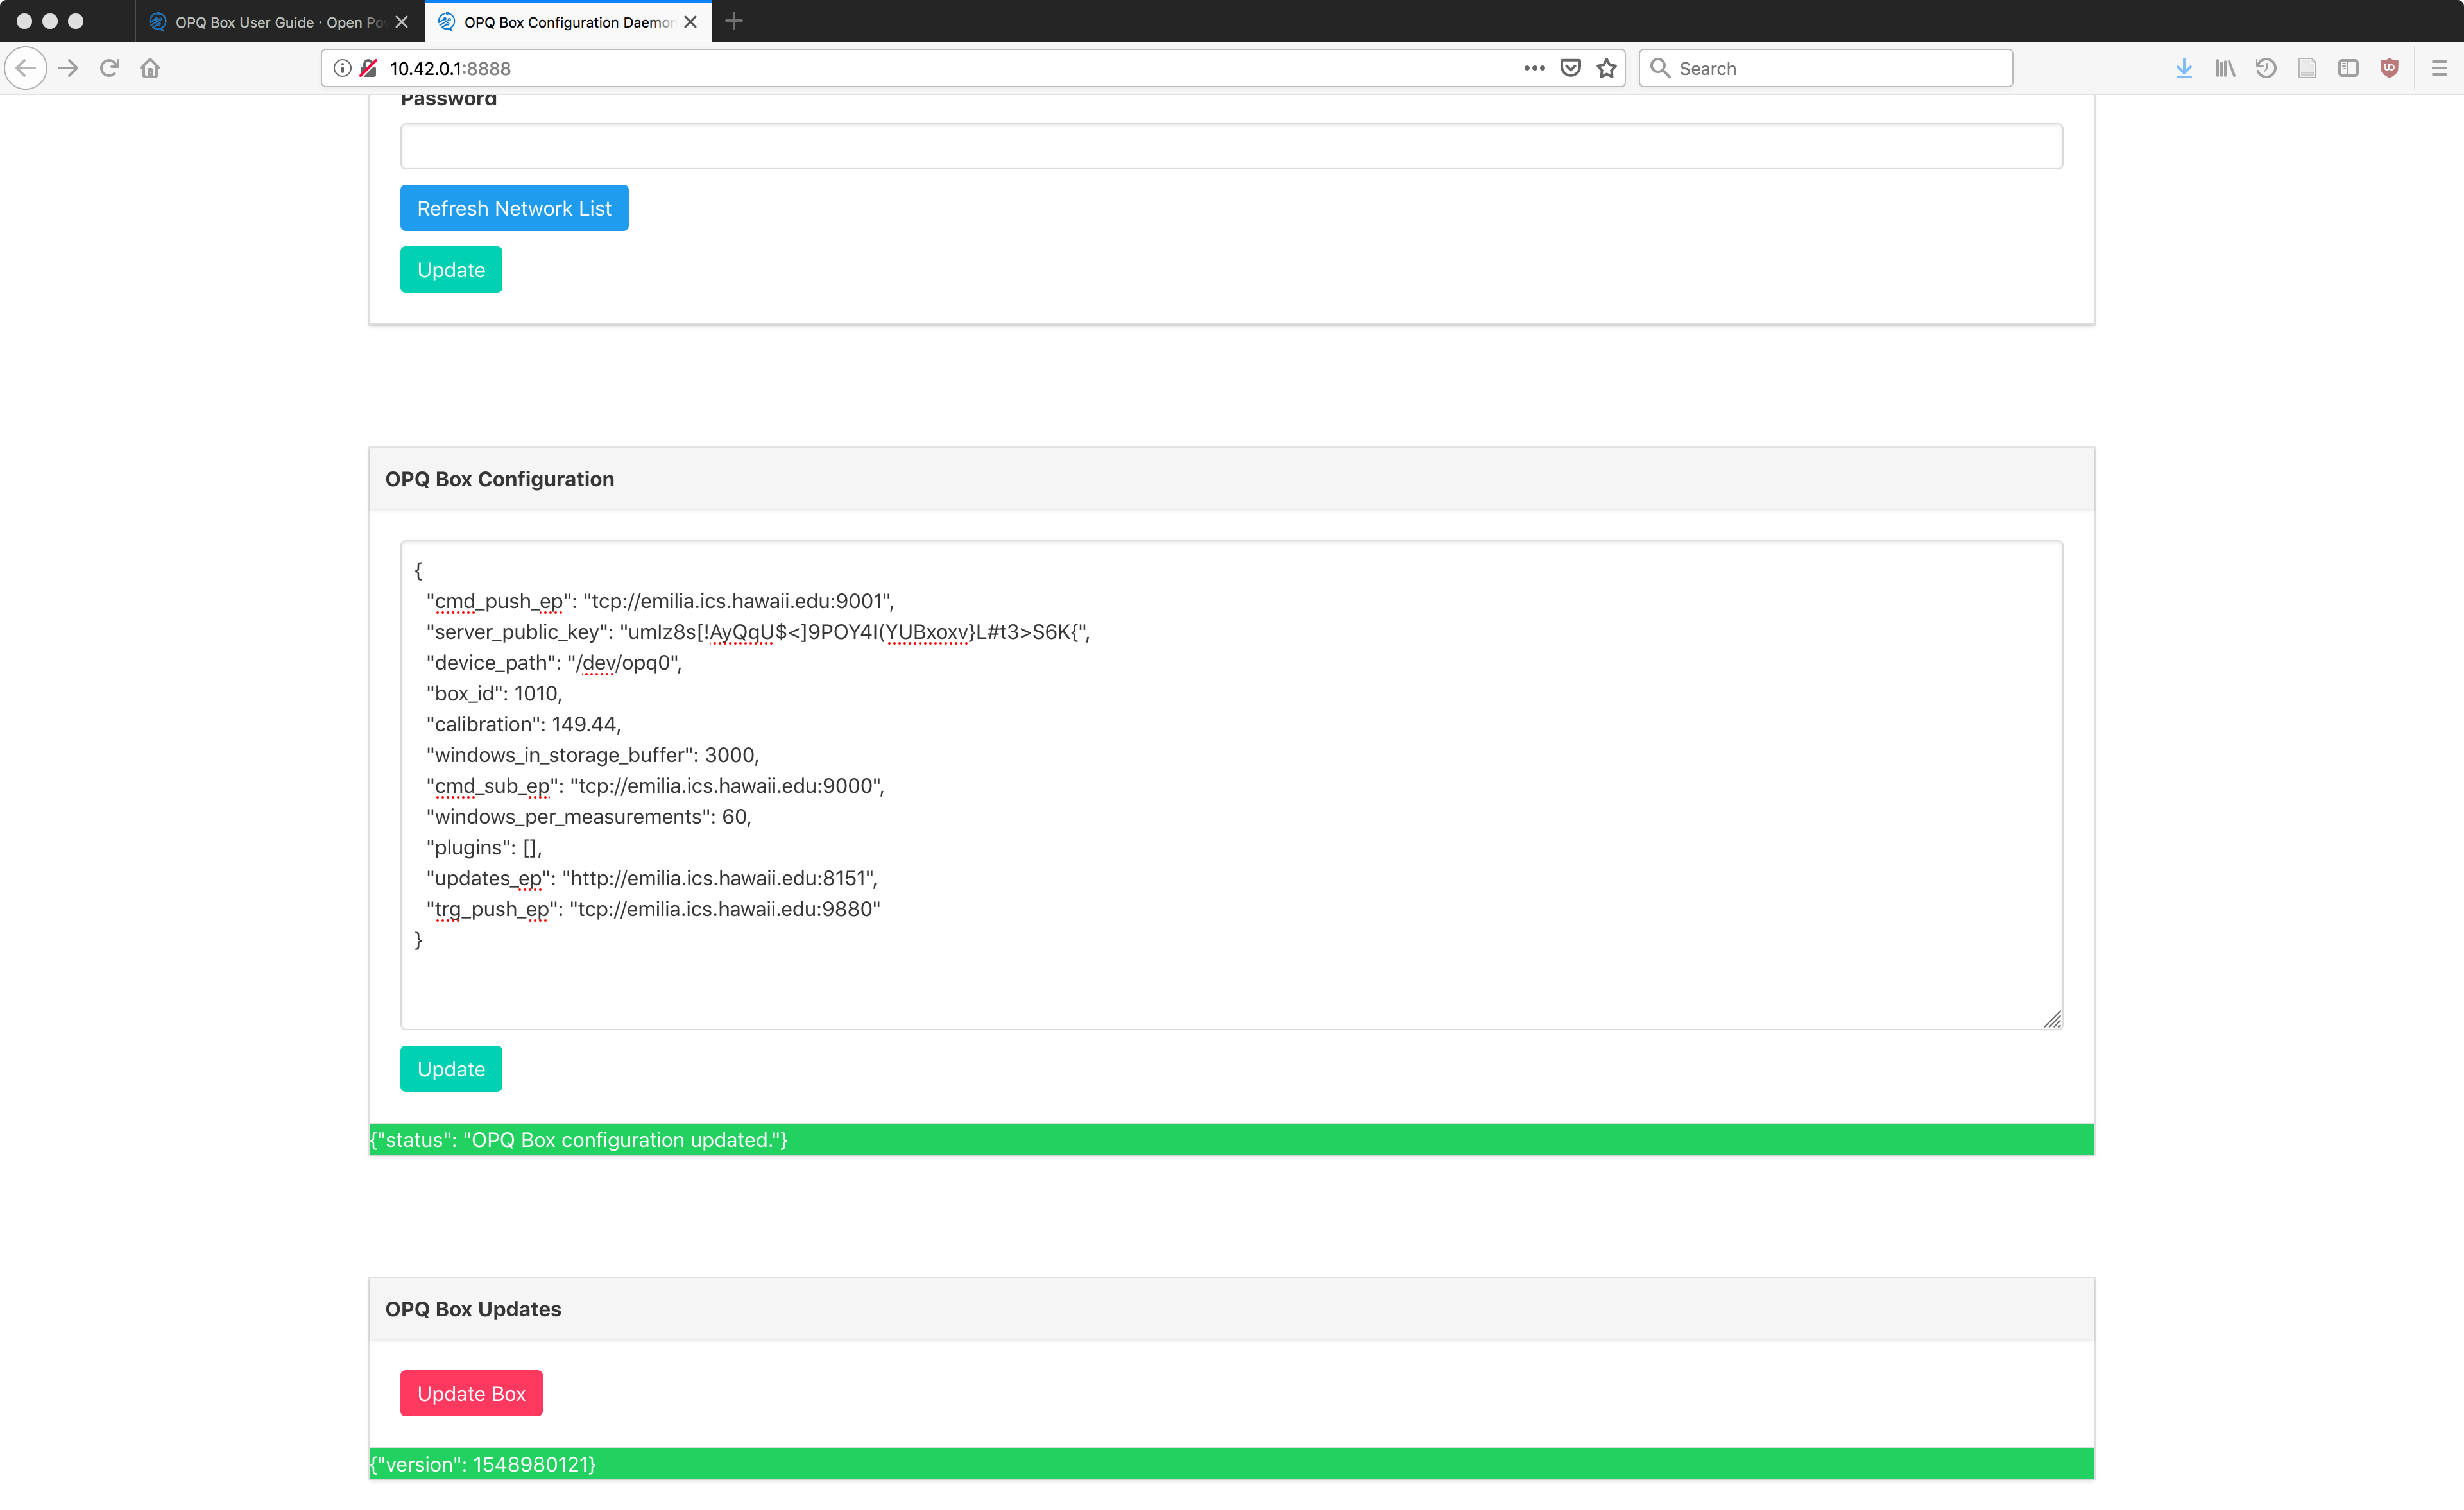 OPQ Box User Guide · Open Po
OPQ Box Configuration Daemon
10.42.0.1:8888
Search
Password
Refresh Network List
Update
OPQ Box Configuration
{
"cmd_push_ep": "tcp://emilia.ics.hawaii.edu:9001",
"server_public_key": "umIz8s[!AyQqU$<]9POY4I(YUBxoxv}L#t3>S6K{",
"device_path": "/dev/opq0",
"box_id": 1010,
"calibration": 149.44,
"windows_in_storage_buffer": 3000,
"cmd_sub_ep": "tcp://emilia.ics.hawaii.edu:9000",
"windows_per_measurements": 60,
"plugins": [],
"updates_ep": "http://emilia.ics.hawaii.edu:8151",
"trg_push_ep": "tcp://emilia.ics.hawaii.edu:9880"
}
Update
{"status": "OPQ Box configuration updated."}
OPQ Box Updates
Update Box
{"version": 1548980121}